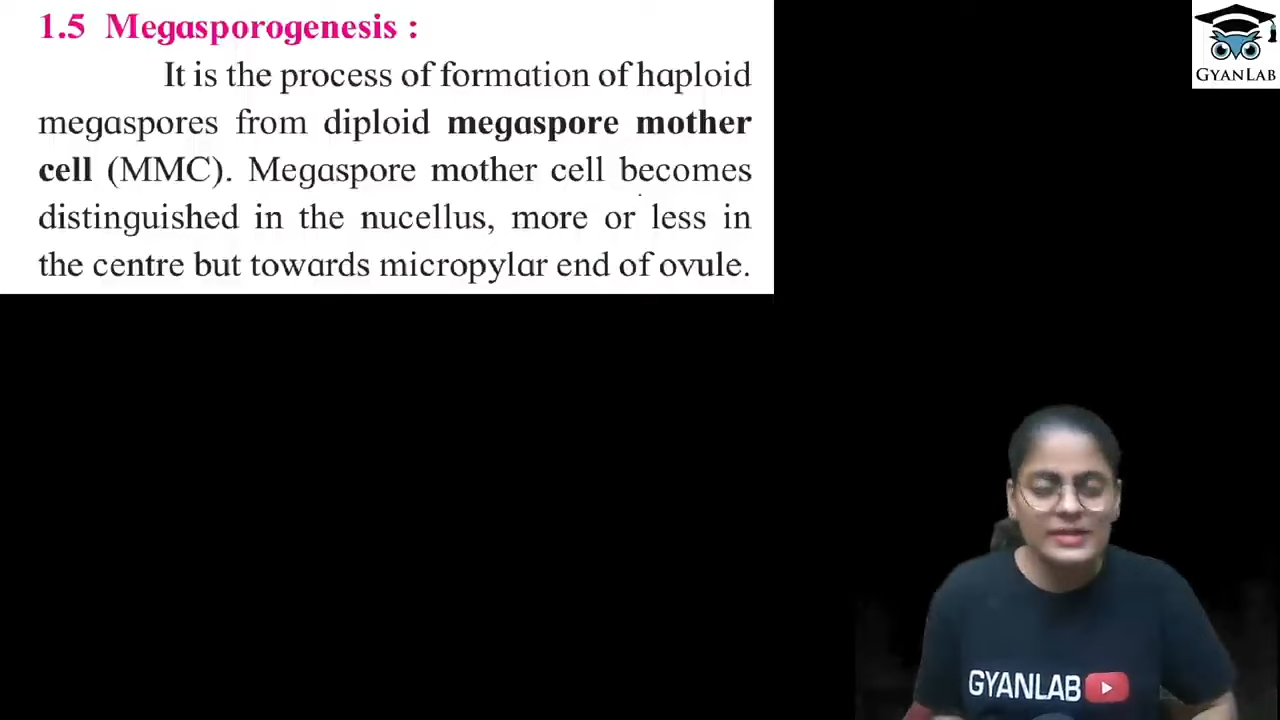 1.5 Megasporogenesis :
It is the process of formation of haploid
megaspores from diploid megaspore mother
cell (MMC). Megaspore mother cell becomes
distinguished in the nucellus, more or less in
the centre but towards micropylar end of ovule.
GYANLAB
GYANLAB